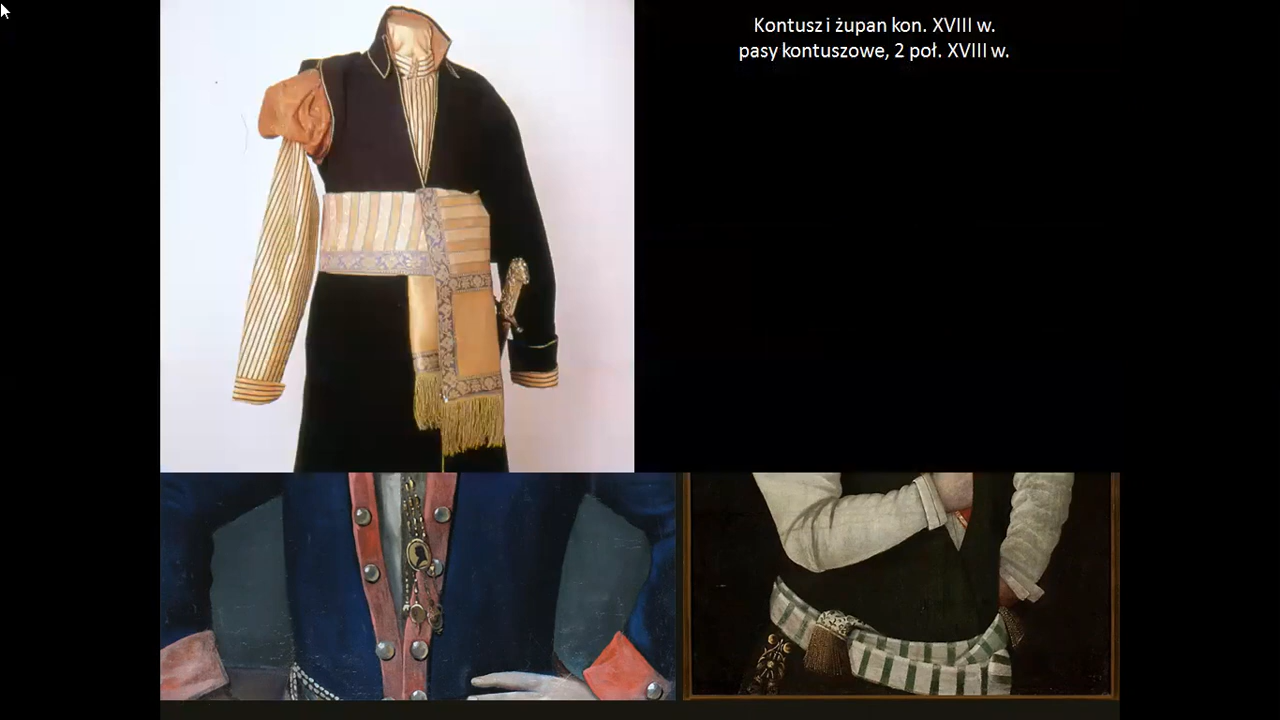 Kontusz i żupan kon. XVIII w.
pasy kontuszowe, 2 poł. XVIII w.